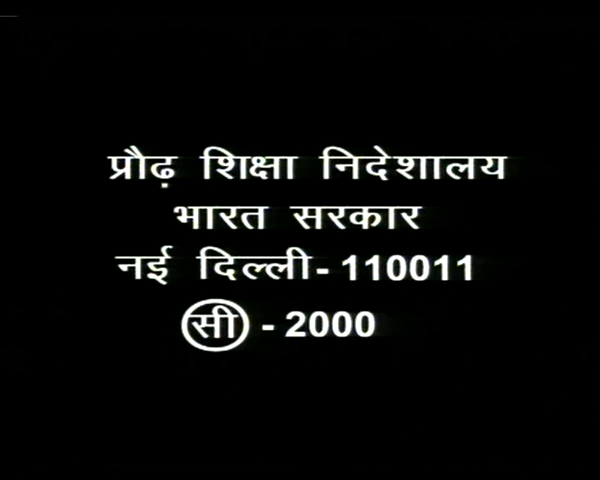 प्रौढ़ शिक्षा निदेशालय
भारत सरकार
नई दिल्ली- 110011
सी - 2000